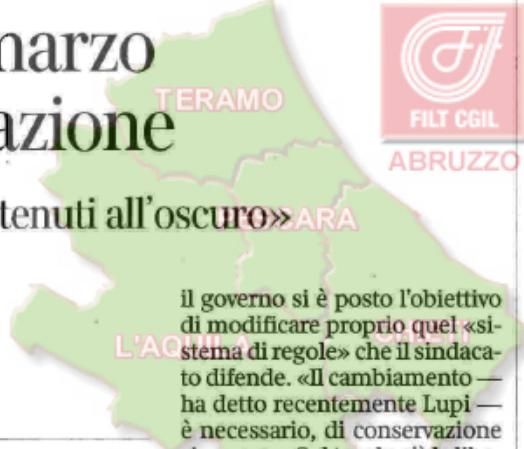 marzo
azione
tenuti all'oscuro»
TERAMO
PESCARA
L'AQUILA
CHIETI
FILT CGIL
ABRUZZO
il governo si è posto l'obiettivo
di modificare proprio quel «si-
stema di regole» che il sindaca-
to difende. «Il cambiamento —
ha detto recentemente Lupi —
è necessario, di conservazione